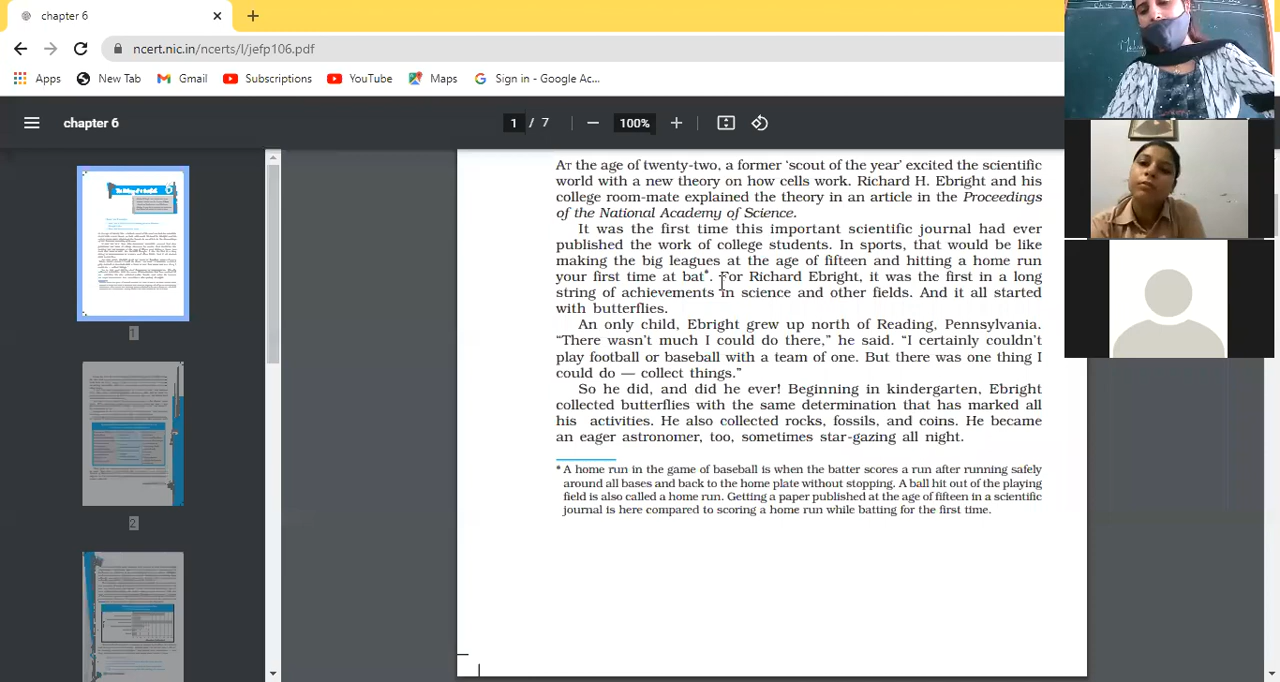 chapter 6
ncert.nic.in/ncerts/l/jefp106.pdf
Apps New Tab Gmail Subscriptions YouTube Maps Sign in - Google Ac...
chapter 6 1 / 7 100%
AT the age of twenty-two, a former ‘scout of the year’ excited the scientific
world with a new theory on how cells work. Richard H. Ebright and his
college room-mate explained the theory in an article in the Proceedings
of the National Academy of Science.
It was the first time this important scientific journal had ever
published the work of college students. In sports, that would be like
making the big leagues at the age of fifteen and hitting a home run
your first time at bat*. For Richard Ebright, it was the first in a long
string of achievements in science and other fields. And it all started
with butterflies.
An only child, Ebright grew up north of Reading, Pennsylvania.
“There wasn’t much I could do there,” he said. “I certainly couldn’t
play football or baseball with a team of one. But there was one thing I
could do — collect things.”
So he did, and did he ever! Beginning in kindergarten, Ebright
collected butterflies with the same determination that has marked all
his activities. He also collected rocks, fossils, and coins. He became
an eager astronomer, too, sometimes star-gazing all night.
* A home run in the game of baseball is when the batter scores a run after running safely
around all bases and back to the home plate without stopping. A ball hit out of the playing
field is also called a home run. Getting a paper published at the age of fifteen in a scientific
journal is here compared to scoring a home run while batting for the first time.
1
2